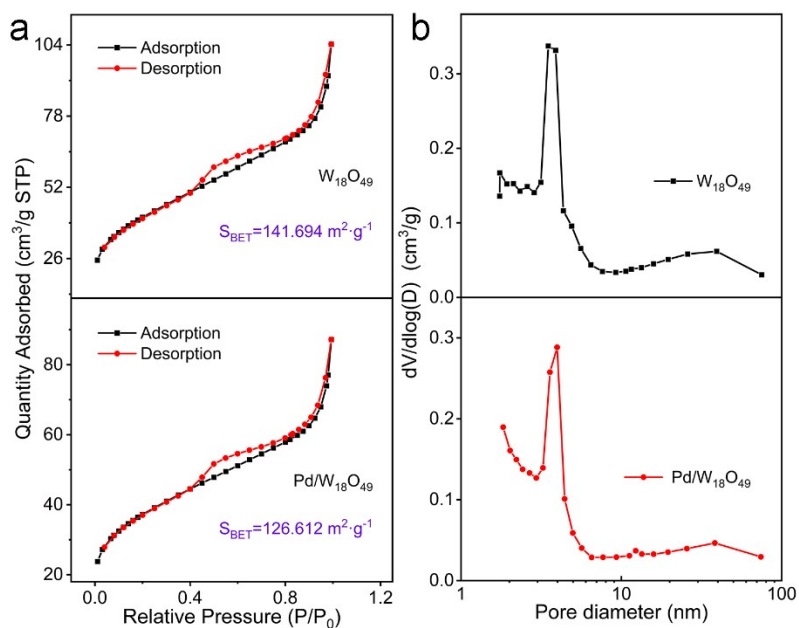 a
Quantity Adsorbed (cm³/g STP)
104
78
52
26
Adsorption
Desorption
W₁₈O₄₉
S_BET=141.694 m²·g⁻¹
80
60
40
20
Adsorption
Desorption
Pd/W₁₈O₄₉
S_BET=126.612 m²·g⁻¹
0.0 0.4 0.8 1.2
Relative Pressure (P/P₀)
b
dV/dlog(D) (cm³/g)
0.3
0.2
0.1
0.0
W₁₈O₄₉
0.3
0.2
0.1
0.0
Pd/W₁₈O₄₉
1 10 100
Pore diameter (nm)